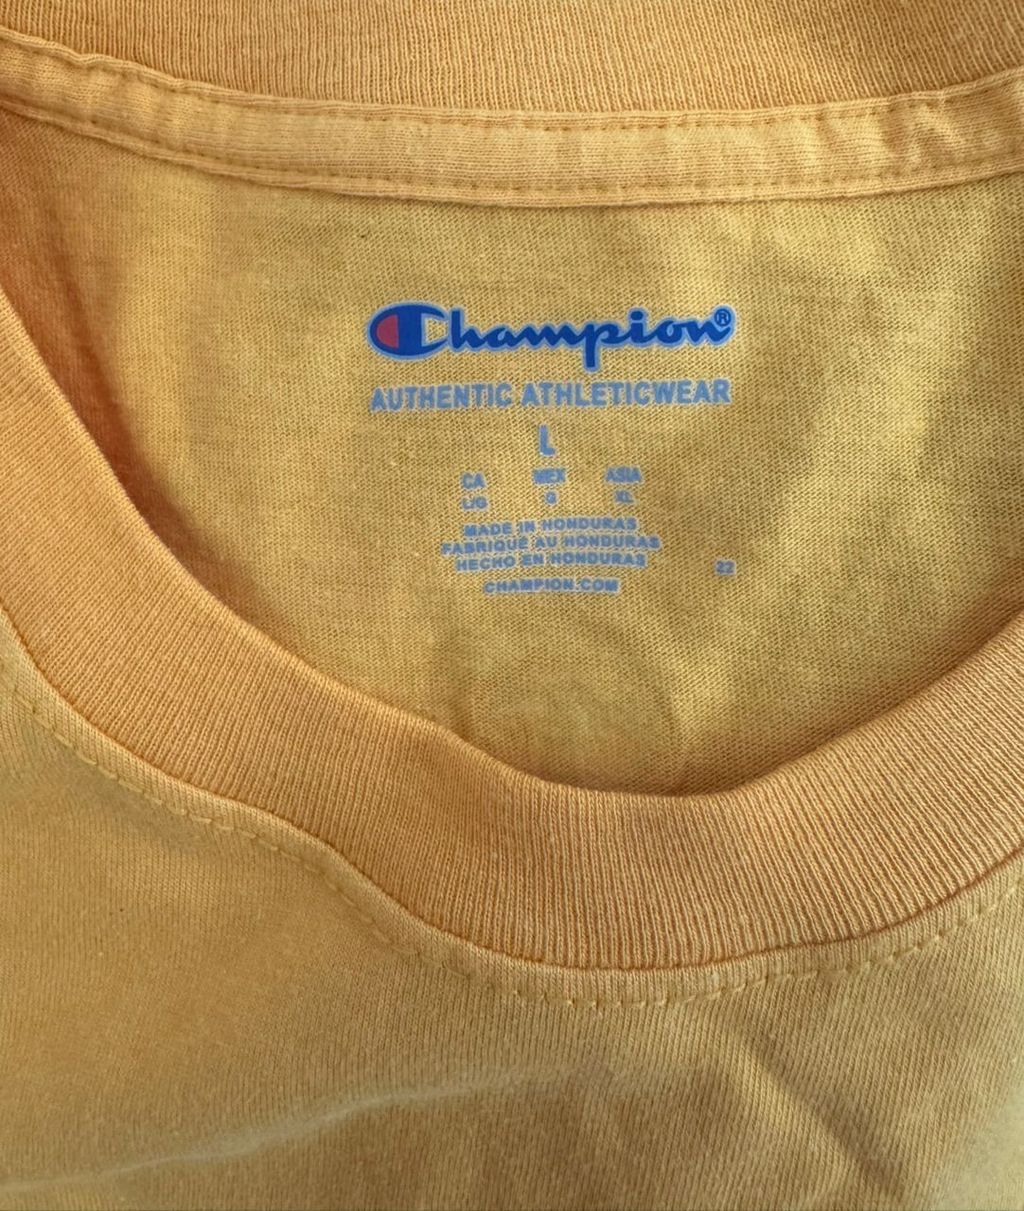 Champion®
AUTHENTIC ATHLETICWEAR
L
CA MEX ASIA
L/G G XL
MADE IN HONDURAS
FABRIQUÉ AU HONDURAS
HECHO EN HONDURAS
22
CHAMPION.COM